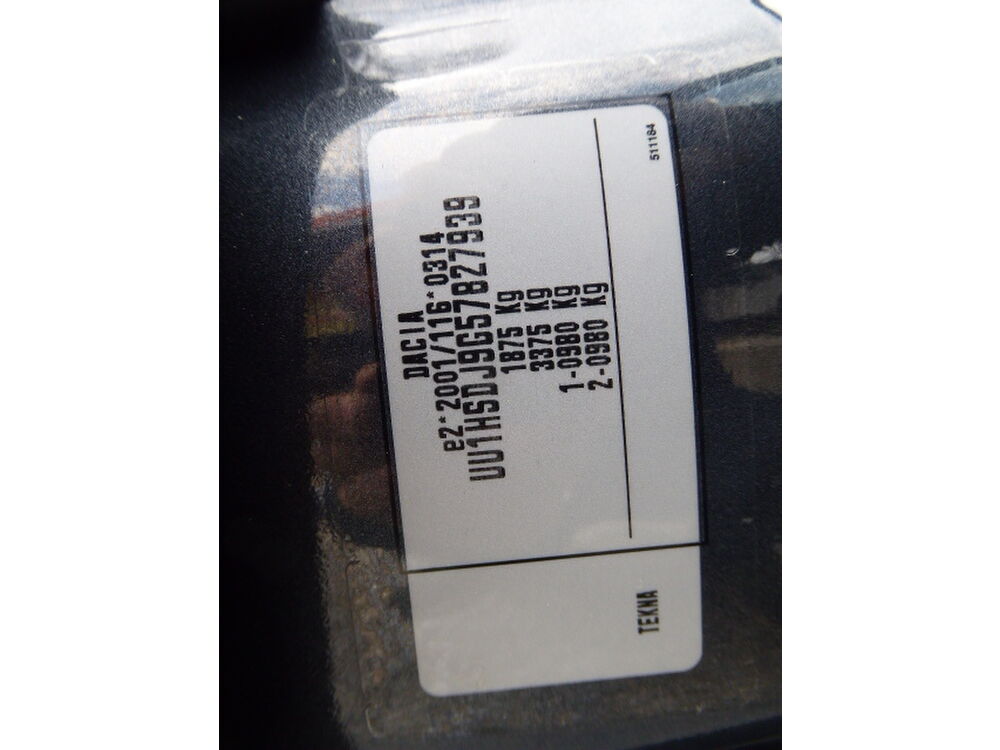 DACIA
e2*2001/116*0314
UU1HSDJ9G57827939
1875 Kg
3375 Kg
1-0980 Kg
2-0980 Kg
511184
TEKNA